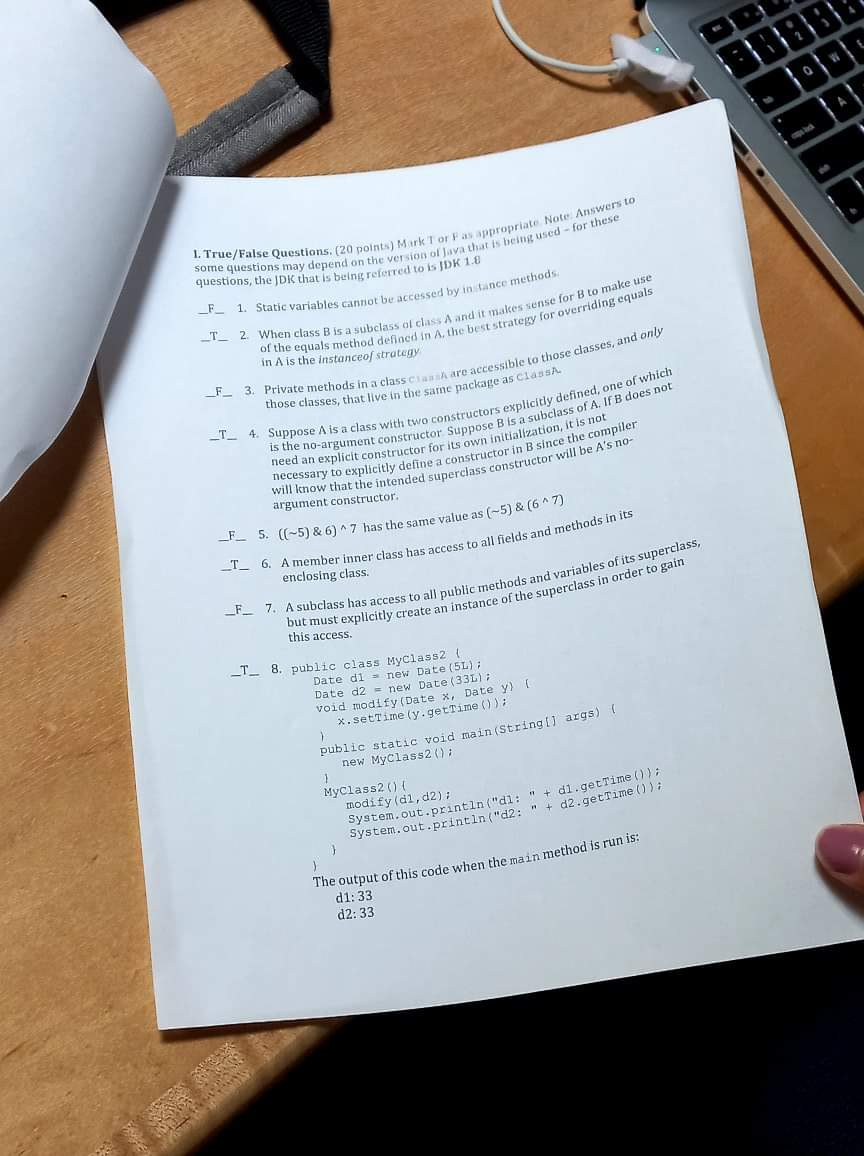 I. True/False Questions. (20 points) Mark T or F as appropriate. Note: Answers to
some questions may depend on the version of Java that is being used – for these
questions, the JDK that is being referred to is JDK 1.8
_F_ 1. Static variables cannot be accessed by instance methods.
_T_ 2. When class B is a subclass of class A and it makes sense for B to make use
of the equals method defined in A, the best strategy for overriding equals
in A is the instanceof strategy.
_F_ 3. Private methods in a class ClassA are accessible to those classes, and only
those classes, that live in the same package as ClassA.
_T_ 4. Suppose A is a class with two constructors explicitly defined, one of which
is the no-argument constructor. Suppose B is a subclass of A. If B does not
need an explicit constructor for its own initialization, it is not
necessary to explicitly define a constructor in B since the compiler
will know that the intended superclass constructor will be A's no-
argument constructor.
_F_ 5. ((~5) & 6) ^ 7 has the same value as (~5) & (6 ^ 7)
_T_ 6. A member inner class has access to all fields and methods in its
enclosing class.
_F_ 7. A subclass has access to all public methods and variables of its superclass,
but must explicitly create an instance of the superclass in order to gain
this access.
_T_ 8. public class MyClass2 {
Date d1 = new Date(5L);
Date d2 = new Date(33L);
void modify(Date x, Date y) {
x.setTime(y.getTime());
}
public static void main(String[] args) {
new MyClass2();
}
MyClass2(){
modify(d1,d2);
System.out.println("d1: " + d1.getTime());
System.out.println("d2: " + d2.getTime());
}
}
The output of this code when the main method is run is:
d1: 33
d2: 33